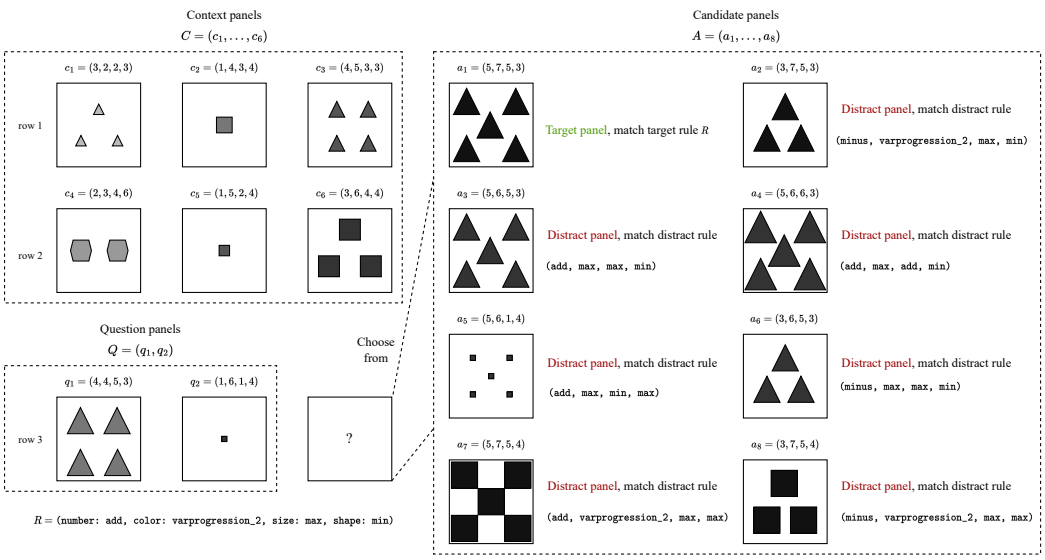 Context panels
C = (c₁, . . . , c₆)
c₁ = (3, 2, 2, 3)
c₂ = (1, 4, 3, 4)
c₃ = (4, 5, 3, 3)
row 1
c₄ = (2, 3, 4, 6)
c₅ = (1, 5, 2, 4)
c₆ = (3, 6, 4, 4)
row 2
Question panels
Q = (q₁, q₂)
q₁ = (4, 4, 5, 3)
q₂ = (1, 6, 1, 4)
row 3
?
Choose
from
R = (number: add, color: varprogression_2, size: max, shape: min)
Candidate panels
A = (a₁, . . . , a₈)
a₁ = (5, 7, 5, 3)
Target panel, match target rule R
a₂ = (3, 7, 5, 3)
Distract panel, match distract rule
(minus, varprogression_2, max, min)
a₃ = (5, 6, 5, 3)
Distract panel, match distract rule
(add, max, max, min)
a₄ = (5, 6, 6, 3)
Distract panel, match distract rule
(add, max, add, min)
a₅ = (5, 6, 1, 4)
Distract panel, match distract rule
(add, max, min, max)
a₆ = (3, 6, 5, 3)
Distract panel, match distract rule
(minus, max, max, min)
a₇ = (5, 7, 5, 4)
Distract panel, match distract rule
(add, varprogression_2, max, max)
a₈ = (3, 7, 5, 4)
Distract panel, match distract rule
(minus, varprogression_2, max, max)